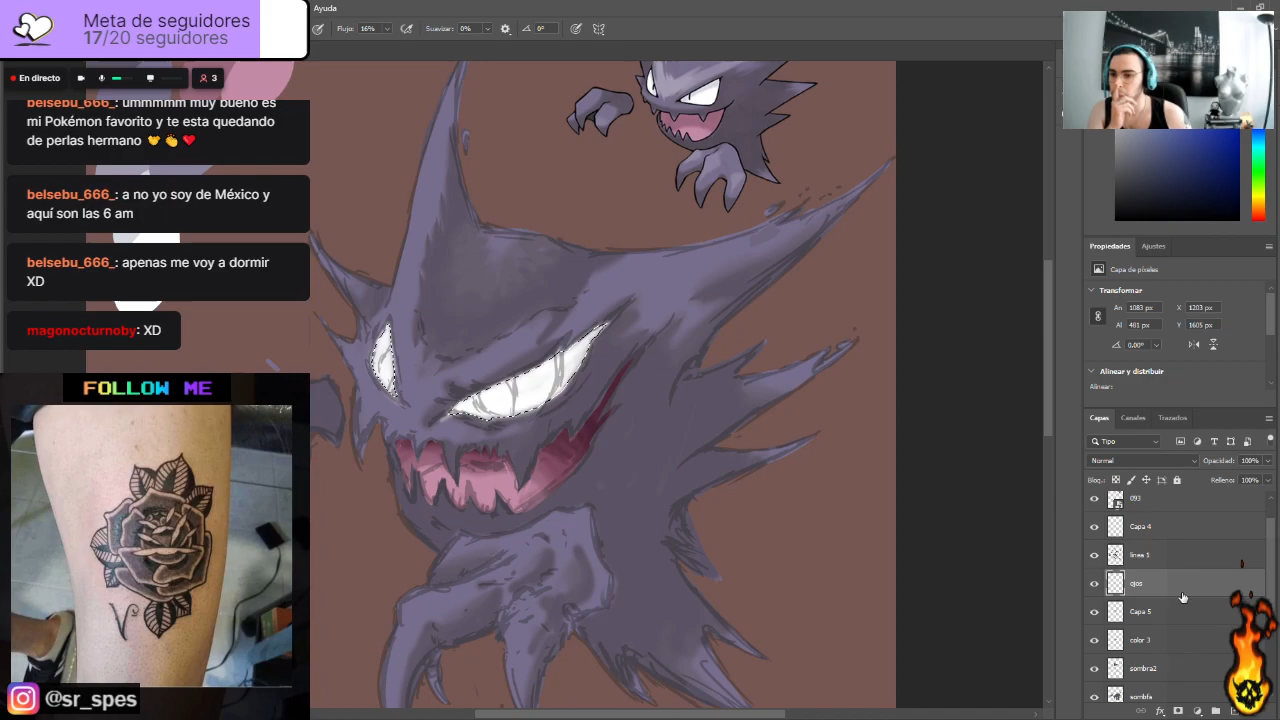 Meta de seguidores
17/20 seguidores
Ayuda
Flujo: 16%
Suavizar: 0%
0°
En directo
3
belsebu_666_: ummmmm muy bueno es
mi Pokémon favorito y te esta quedando
de perlas hermano
belsebu_666_: a no yo soy de México y
aquí son las 6 am
belsebu_666_: apenas me voy a dormir
XD
magonocturnoby: XD
FOLLOW ME
@sr_spes
Propiedades
Ajustes
Capa de píxeles
Transformar
An 1083 px
X 1203 px
Al 481 px
Y 1605 px
0,00°
Alinear y distribuir
Alinear:
Capas
Canales
Trazados
Tipo
Normal
Opacidad: 100%
Bloq.:
Relleno: 100%
093
Capa 4
linea 1
ojos
Capa 5
color 3
sombra2